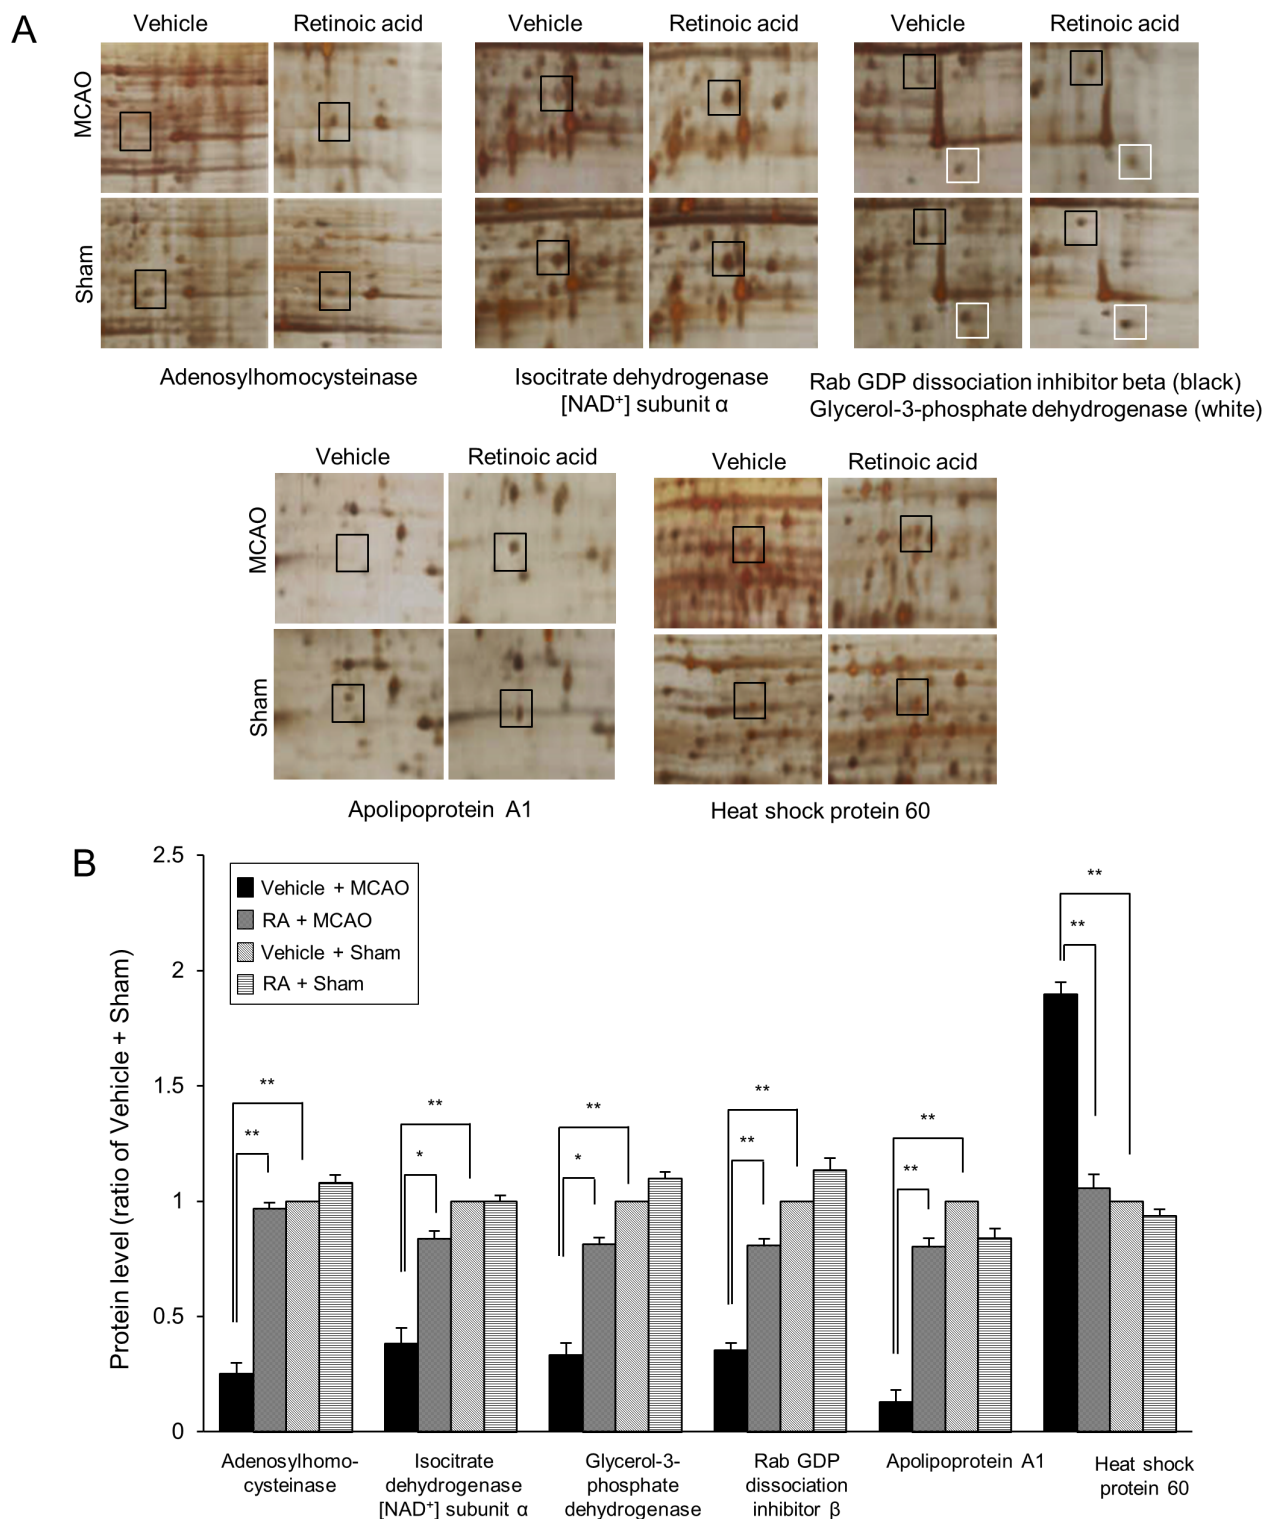 A
Vehicle
Retinoic acid
Vehicle
Retinoic acid
Vehicle
Retinoic acid
MCAO
Sham
Adenosylhomocysteinase
Isocitrate dehydrogenase
[NAD⁺] subunit α
Rab GDP dissociation inhibitor beta (black)
Glycerol-3-phosphate dehydrogenase (white)
Vehicle
Retinoic acid
Vehicle
Retinoic acid
MCAO
Sham
Apolipoprotein A1
Heat shock protein 60
B
Protein level (ratio of Vehicle + Sham)
2.5
2
1.5
1
0.5
0
Vehicle + MCAO
RA + MCAO
Vehicle + Sham
RA + Sham
**
**
**
*
**
*
**
**
**
**
**
**
Adenosylhomo-
cysteinase
Isocitrate
dehydrogenase
[NAD⁺] subunit α
Glycerol-3-
phosphate
dehydrogenase
Rab GDP
dissociation
inhibitor β
Apolipoprotein A1
Heat shock
protein 60